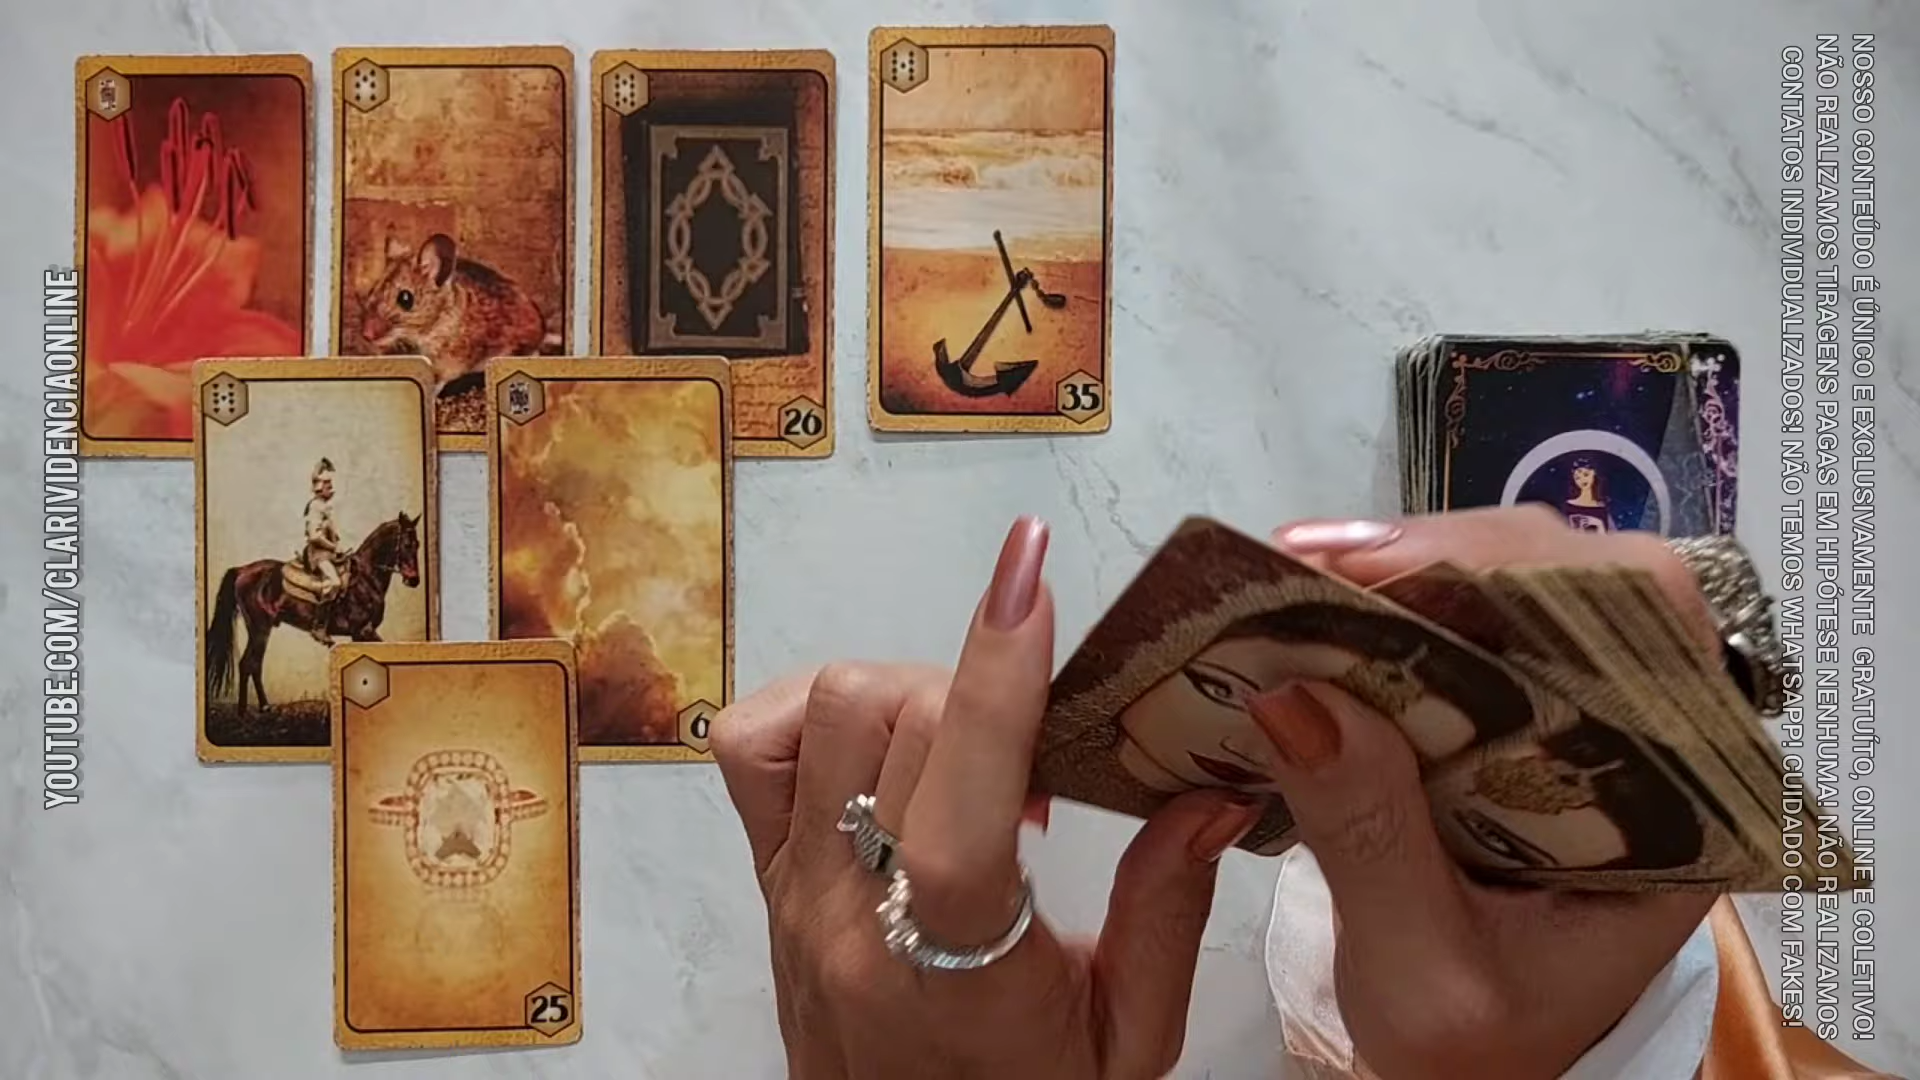 YOUTUBE.COM/CLARIVIDENCIAONLINE
26
35
6
25
NOSSO CONTEÚDO É ÚNICO E EXCLUSIVAMENTE GRATUÍTO, ONLINE E COLETIVO!
NÃO REALIZAMOS TIRAGENS PAGAS EM HIPÓTESE NENHUMA! NÃO REALIZAMOS
CONTATOS INDIVIDUALIZADOS! NÃO TEMOS WHATSAPP! CUIDADO COM FAKES!